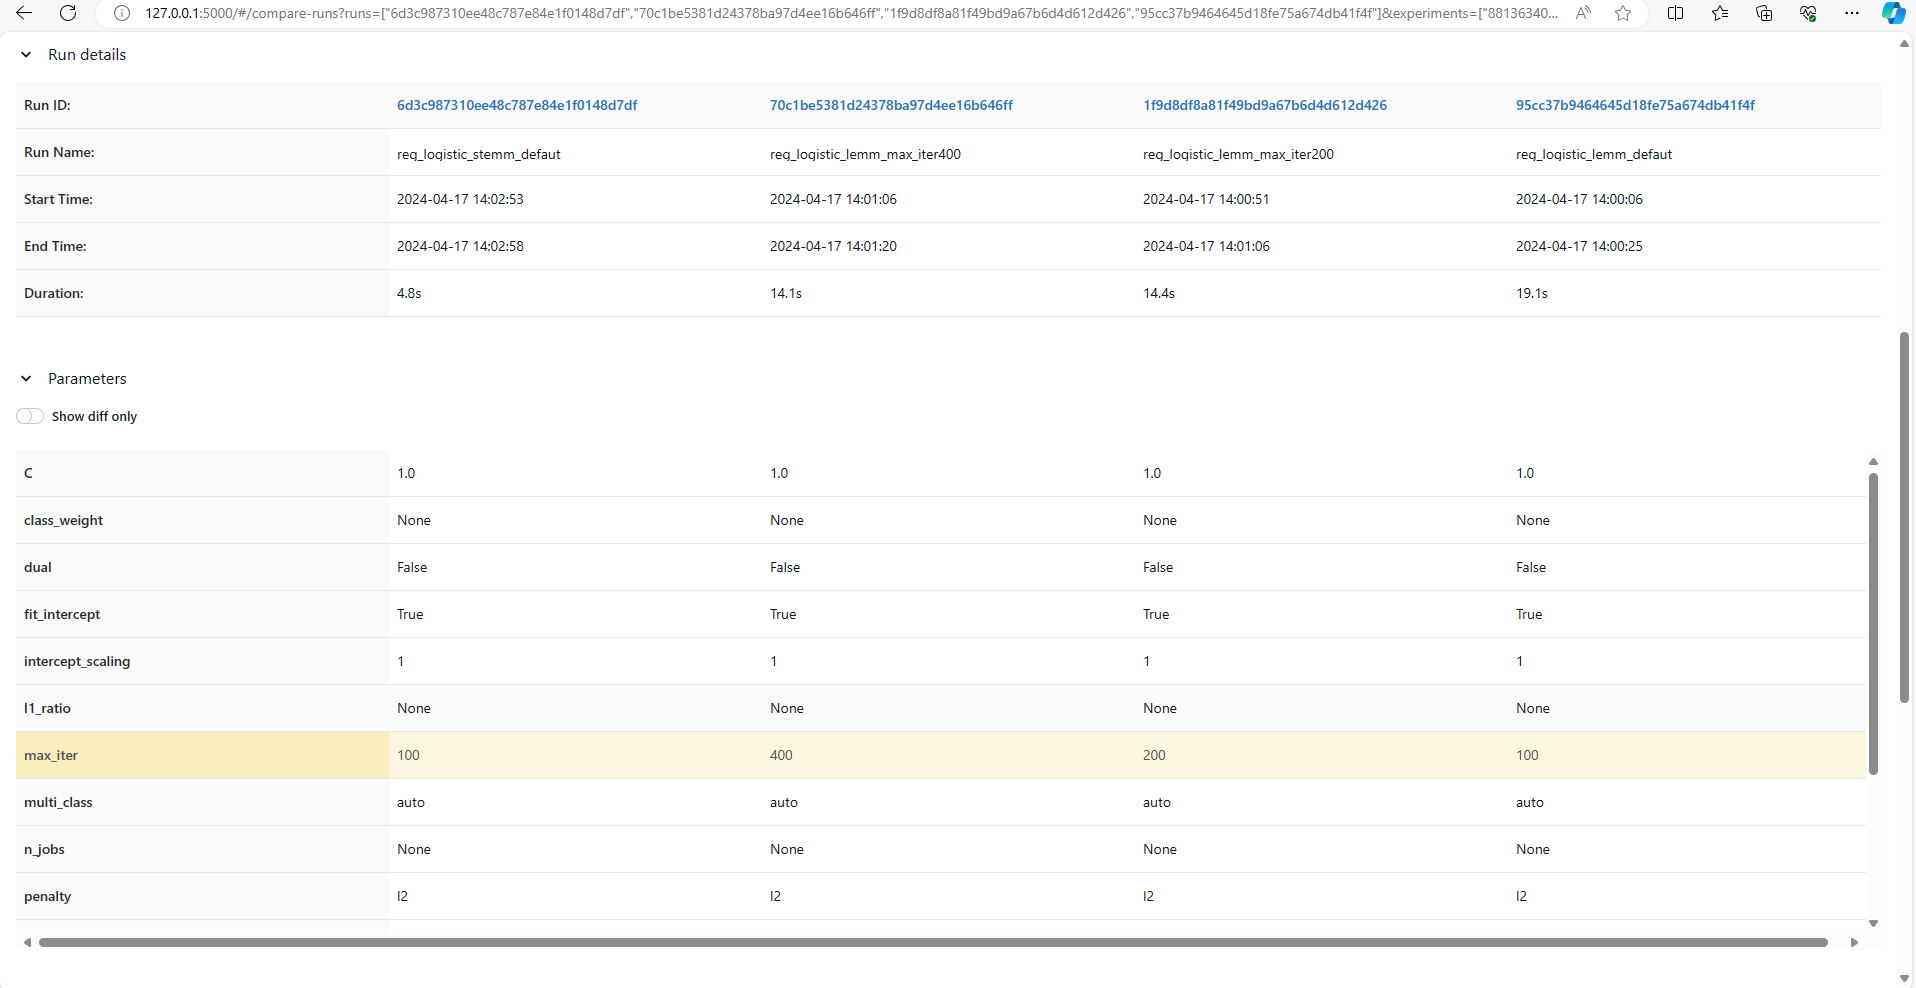 127.0.0.1:5000/#/compare-runs?runs=["6d3c987310ee48c787e84e1f0148d7df","70c1be5381d24378ba97d4ee16b646ff","1f9d8df8a81f49bd9a67b6d4d612d426","95cc37b9464645d18fe75a674db41f4f"]&experiments=["88136340...
Run details
Run ID: 6d3c987310ee48c787e84e1f0148d7df 70c1be5381d24378ba97d4ee16b646ff 1f9d8df8a81f49bd9a67b6d4d612d426 95cc37b9464645d18fe75a674db41f4f
Run Name: reg_logistic_stemm_defaut reg_logistic_lemm_max_iter400 reg_logistic_lemm_max_iter200 reg_logistic_lemm_defaut
Start Time: 2024-04-17 14:02:53 2024-04-17 14:01:06 2024-04-17 14:00:51 2024-04-17 14:00:06
End Time: 2024-04-17 14:02:58 2024-04-17 14:01:20 2024-04-17 14:01:06 2024-04-17 14:00:25
Duration: 4.8s 14.1s 14.4s 19.1s
Parameters
Show diff only
C 1.0 1.0 1.0 1.0
class_weight None None None None
dual False False False False
fit_intercept True True True True
intercept_scaling 1 1 1 1
l1_ratio None None None None
max_iter 100 400 200 100
multi_class auto auto auto auto
n_jobs None None None None
penalty l2 l2 l2 l2